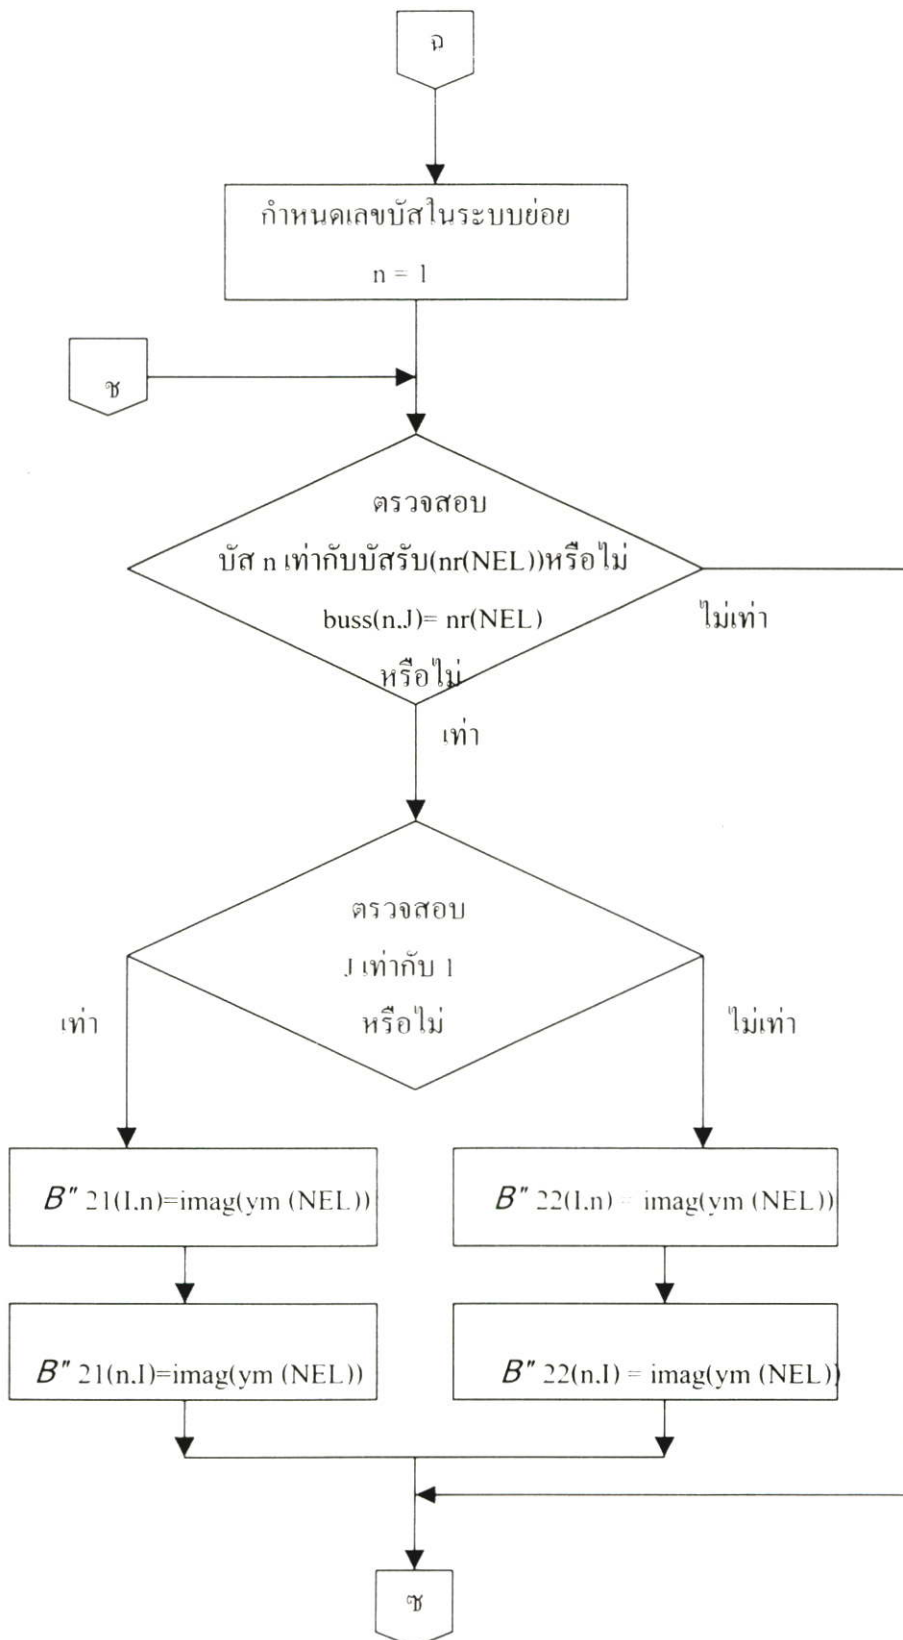 ฉ
กำหนดเลขบัสในระบบย่อย
n = 1
ช
ตรวจสอบ
บัส n เท่ากับบัสรับ(nr(NEL))หรือไม่
buss(n,J)= nr(NEL)
หรือไม่
ไม่เท่า
เท่า
ตรวจสอบ
J เท่ากับ 1
หรือไม่
เท่า
ไม่เท่า
B" 21(I,n)=imag(ym (NEL))
B" 22(I,n) = imag(ym (NEL))
B" 21(n,I)=imag(ym (NEL))
B" 22(n,I) = imag(ym (NEL))
ซ